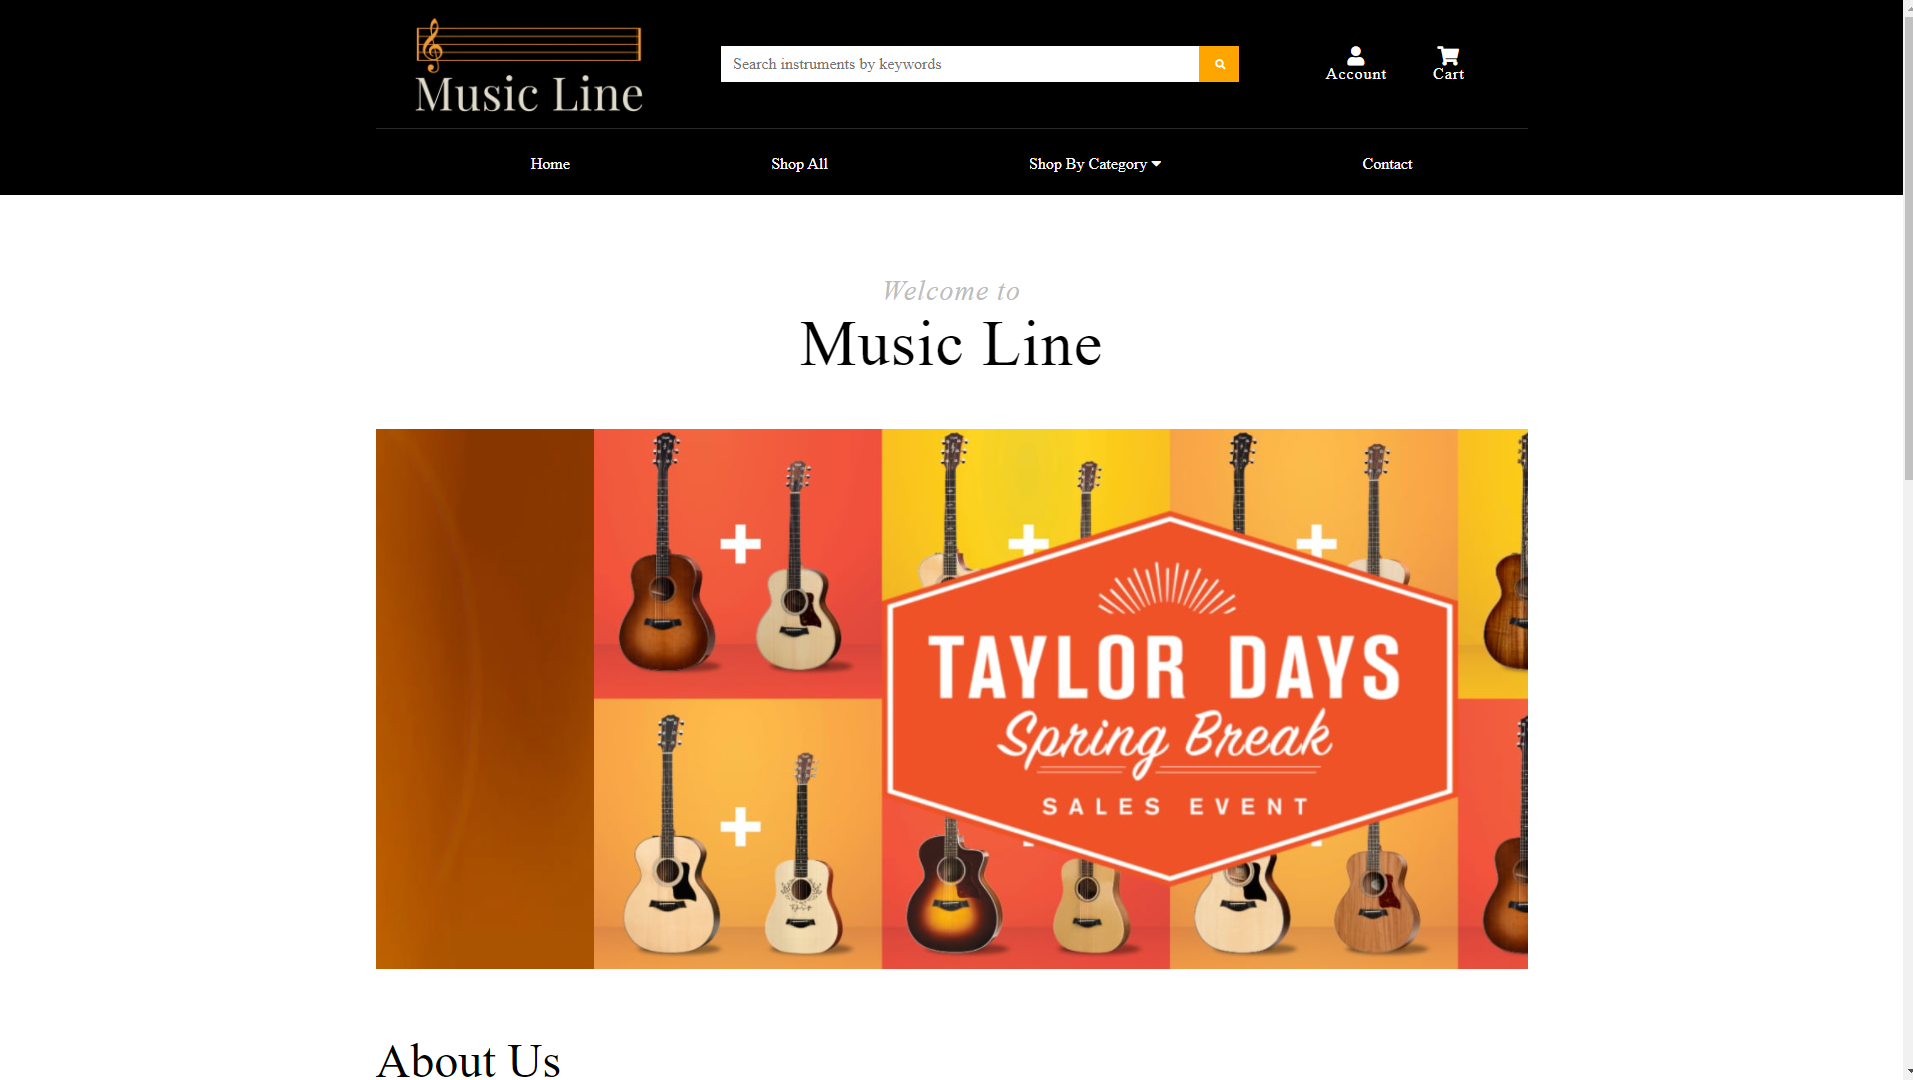 Music Line
Search instruments by keywords
Account
Cart
Home
Shop All
Shop By Category
Contact
Welcome to
Music Line
TAYLOR DAYS
Spring Break
SALES EVENT
About Us